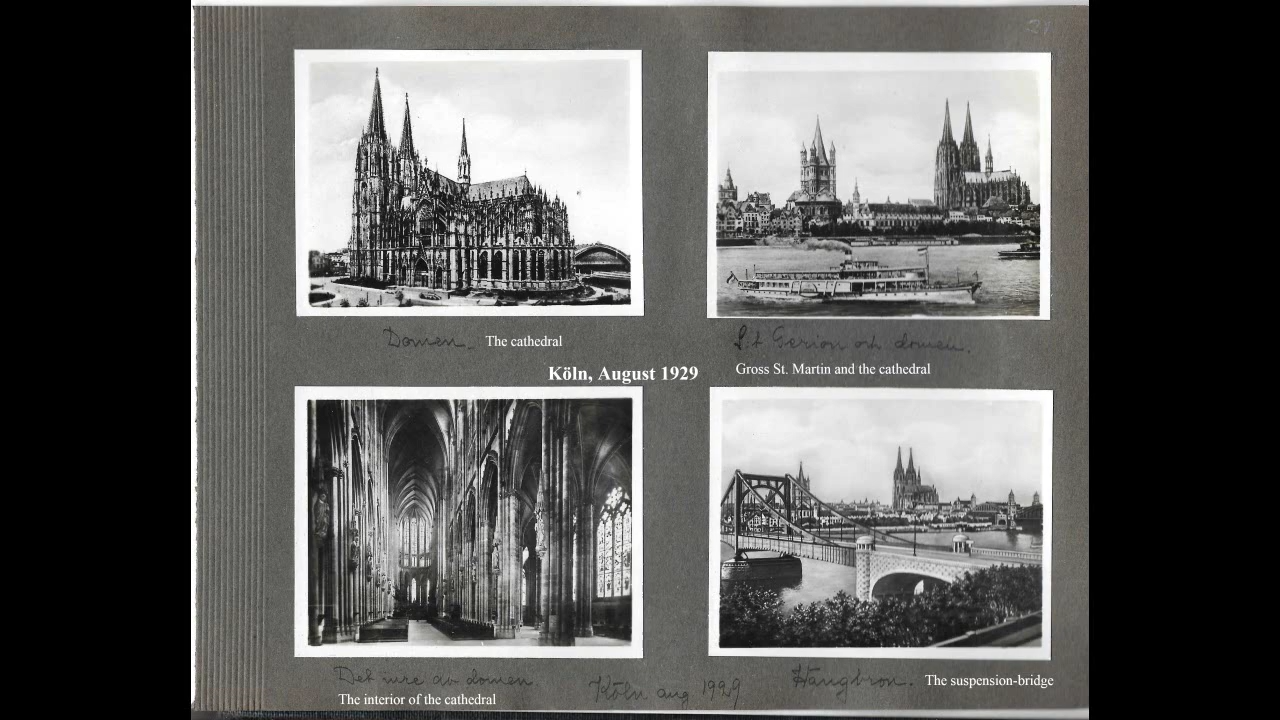 21
Domen.
The cathedral
S:t Gerion och domen.
Gross St. Martin and the cathedral
Köln, August 1929
Det inre av domen.
The interior of the cathedral
Köln aug 1929
Hängbron.
The suspension-bridge